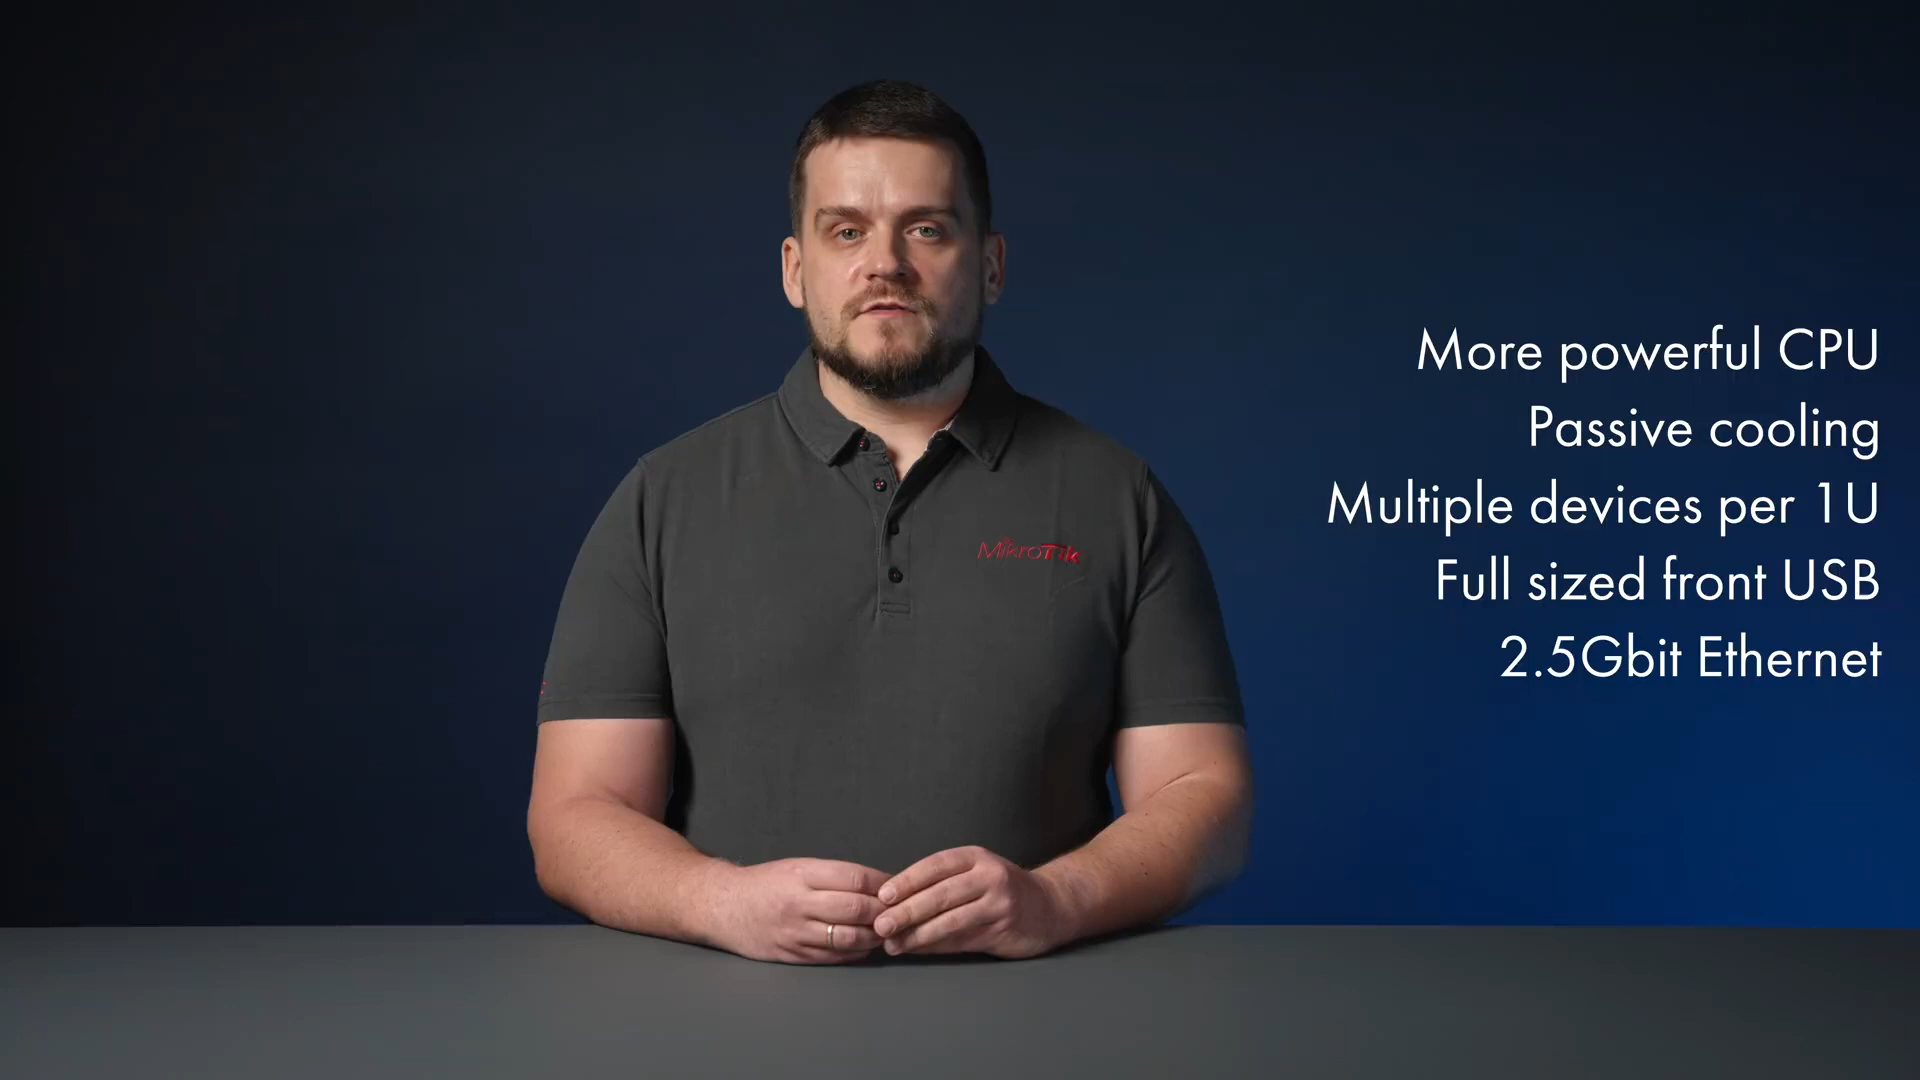 More powerful CPU
Passive cooling
Multiple devices per 1U
Full sized front USB
2.5Gbit Ethernet
MikroTik